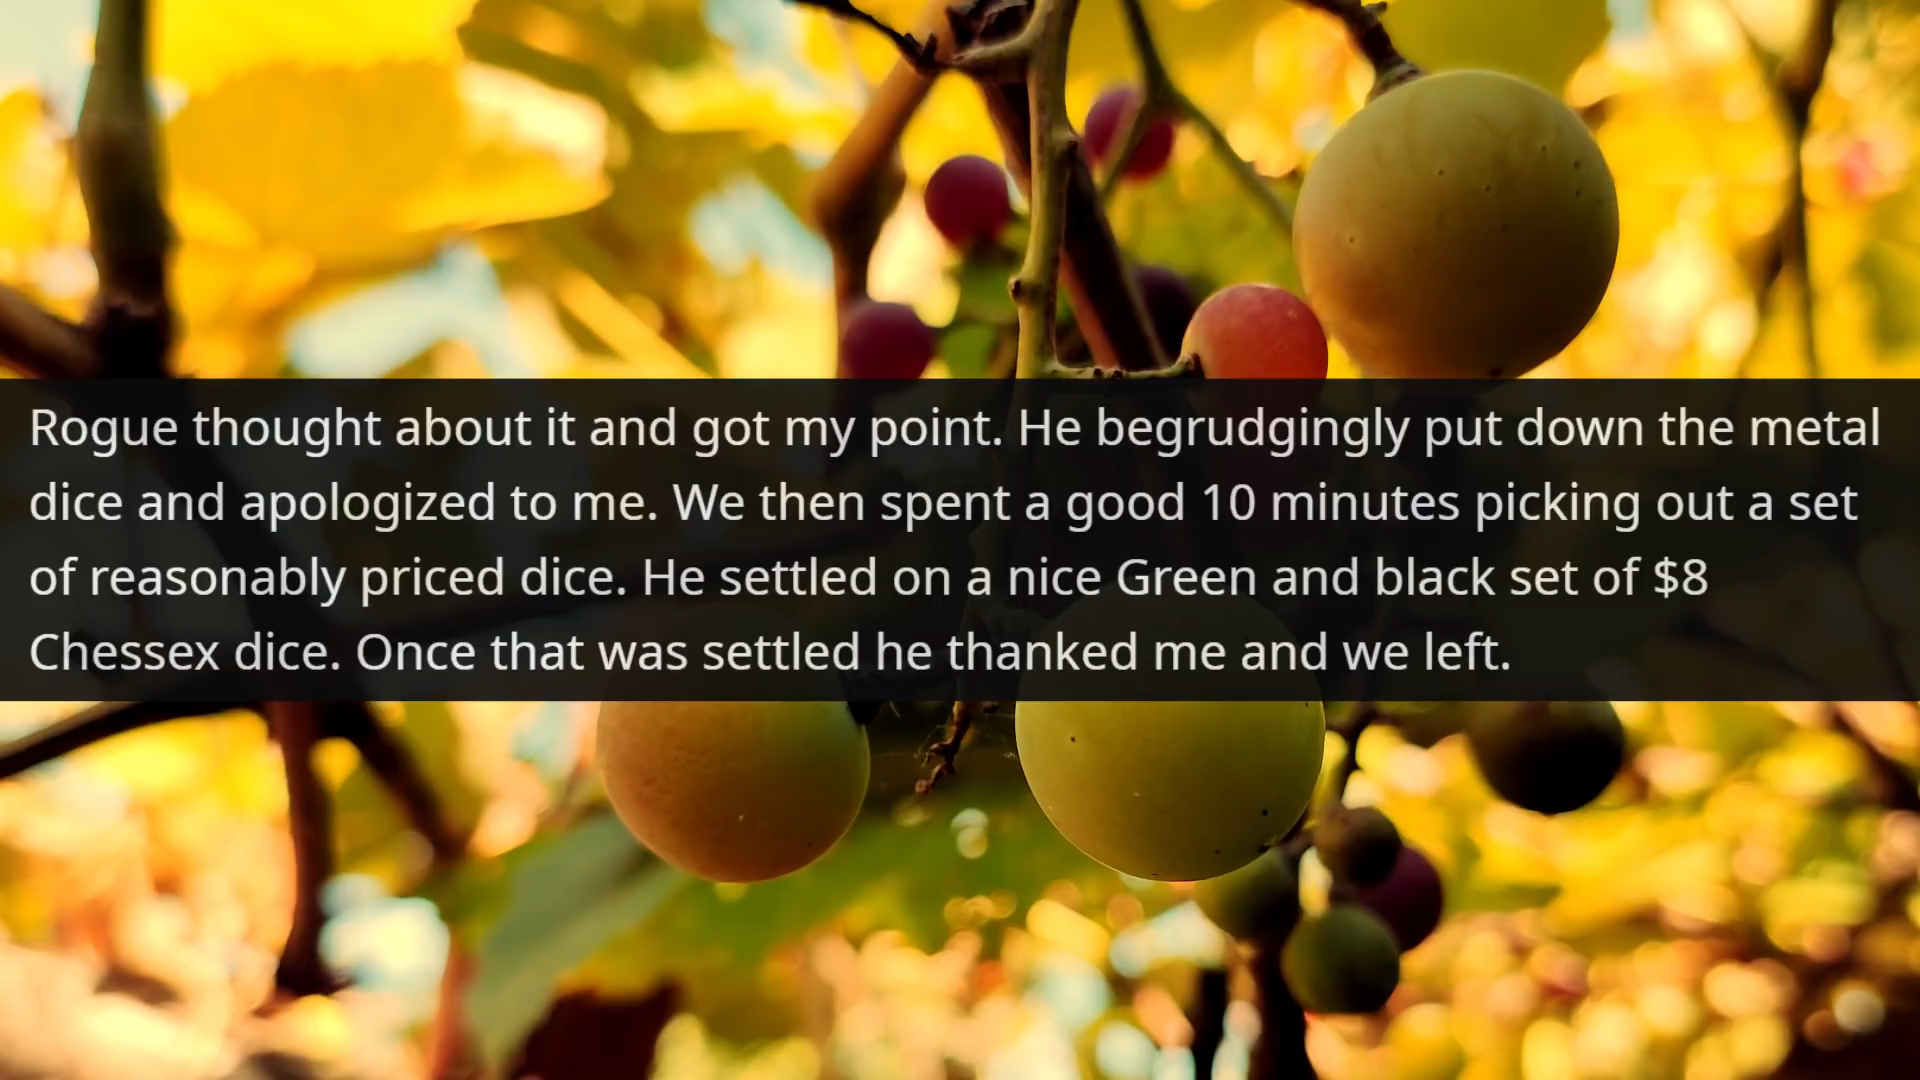 Rogue thought about it and got my point. He begrudgingly put down the metal
dice and apologized to me. We then spent a good 10 minutes picking out a set
of reasonably priced dice. He settled on a nice Green and black set of $8
Chessex dice. Once that was settled he thanked me and we left.